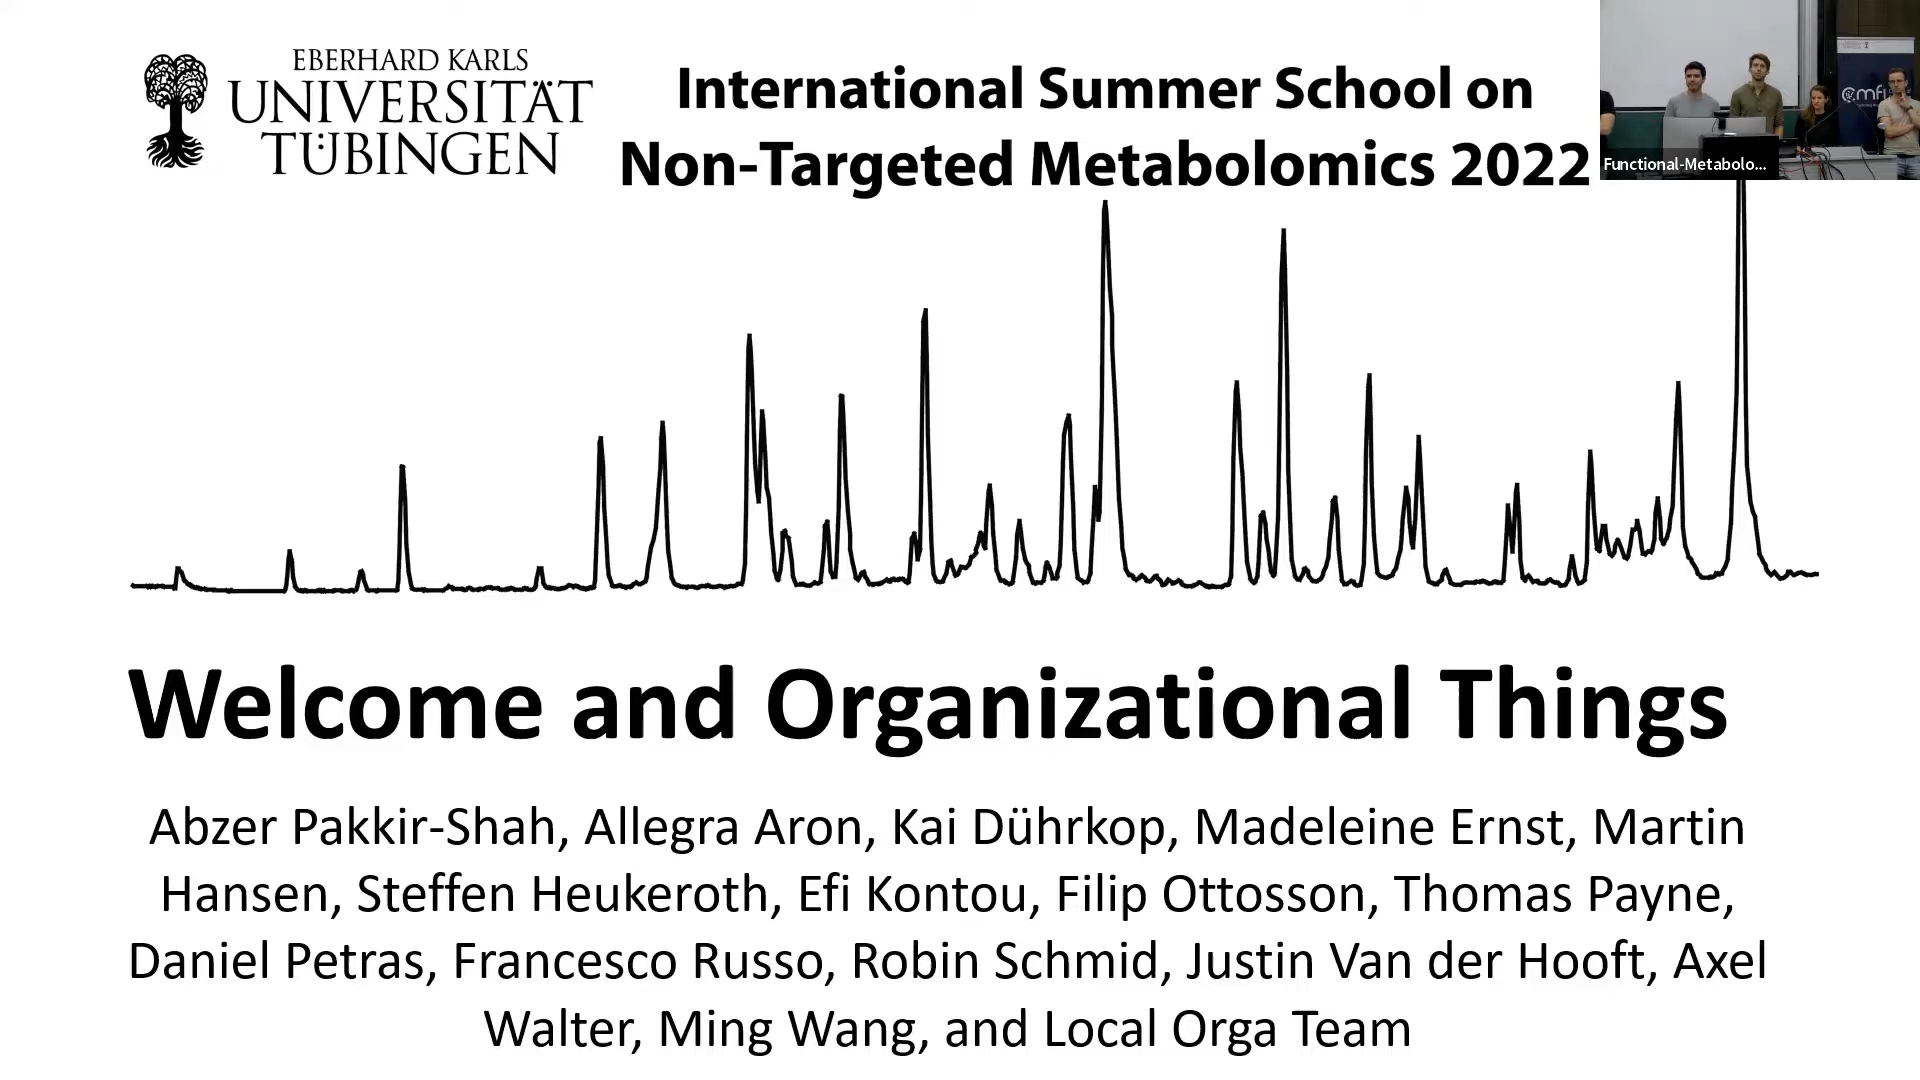 EBERHARD KARLS
UNIVERSITÄT
TÜBINGEN
International Summer School on
Non-Targeted Metabolomics 2022
cmfi
Functional-Metabolo...
Welcome and Organizational Things
Abzer Pakkir-Shah, Allegra Aron, Kai Dührkop, Madeleine Ernst, Martin
Hansen, Steffen Heukeroth, Efi Kontou, Filip Ottosson, Thomas Payne,
Daniel Petras, Francesco Russo, Robin Schmid, Justin Van der Hooft, Axel
Walter, Ming Wang, and Local Orga Team